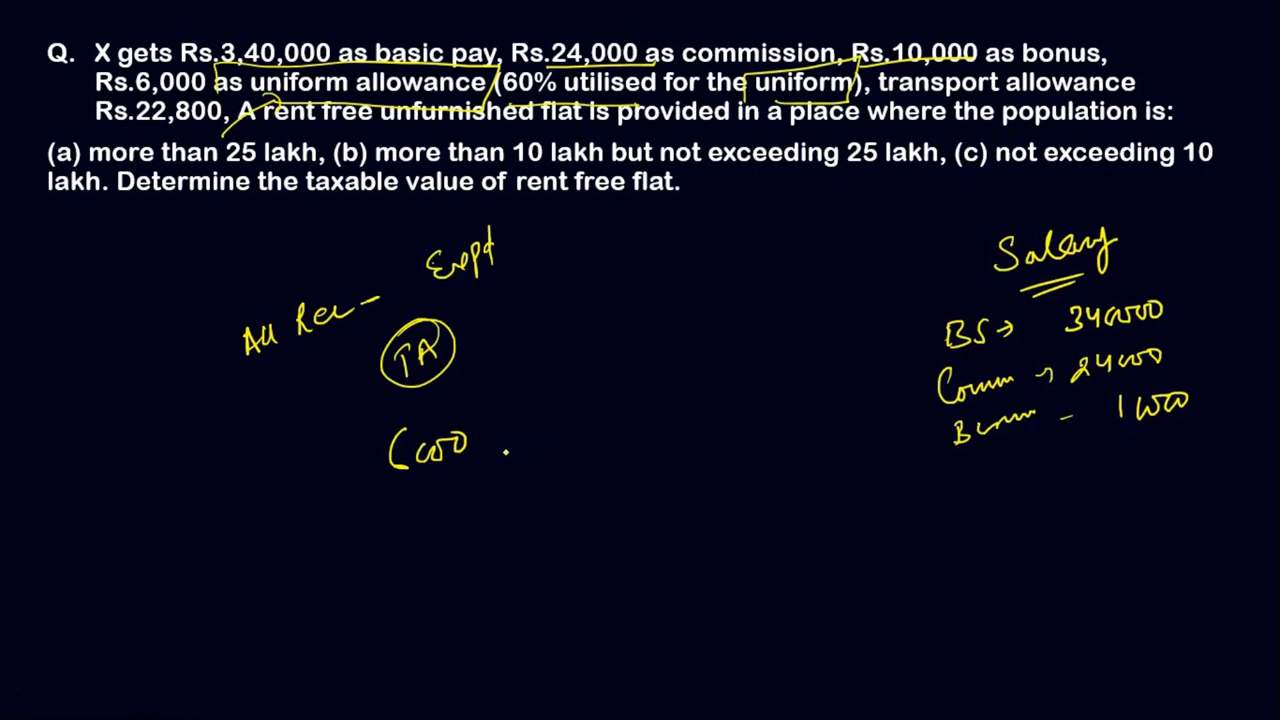 Q. X gets Rs.3,40,000 as basic pay, Rs.24,000 as commission, Rs.10,000 as bonus,
Rs.6,000 as uniform allowance (60% utilised for the uniform), transport allowance
Rs.22,800, A rent free unfurnished flat is provided in a place where the population is:
(a) more than 25 lakh, (b) more than 10 lakh but not exceeding 25 lakh, (c) not exceeding 10
lakh. Determine the taxable value of rent free flat.
Salary
All Rec - Exept
BS → 340000
TA
Comm → 24000
Bonus - 10000
6000